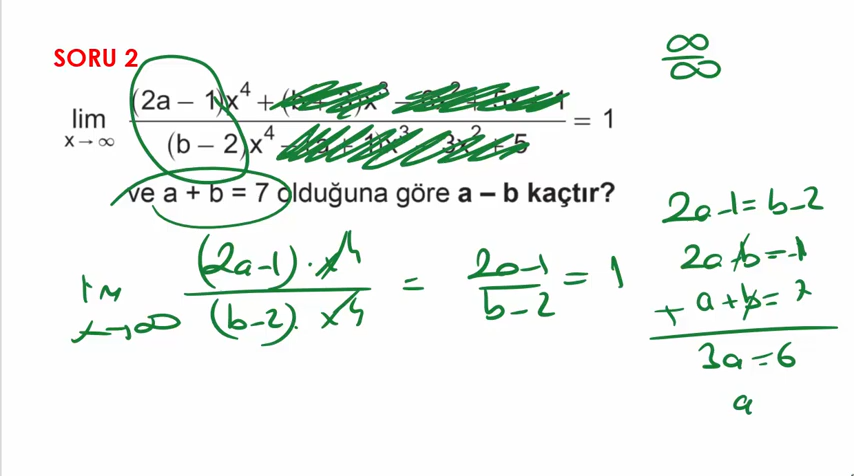 SORU 2
∞
∞
(2a – 1)x⁴ +
lim = 1
x→∞
(b – 2)x⁴
ve a + b = 7 olduğuna göre a – b kaçtır?
2a-1=b-2
(2a-1)·x⁴ 2a-1 2a-b=-1
lim = = 1
x→∞ (b-2)·x⁴ b-2 + a+b=7
3a=6
a